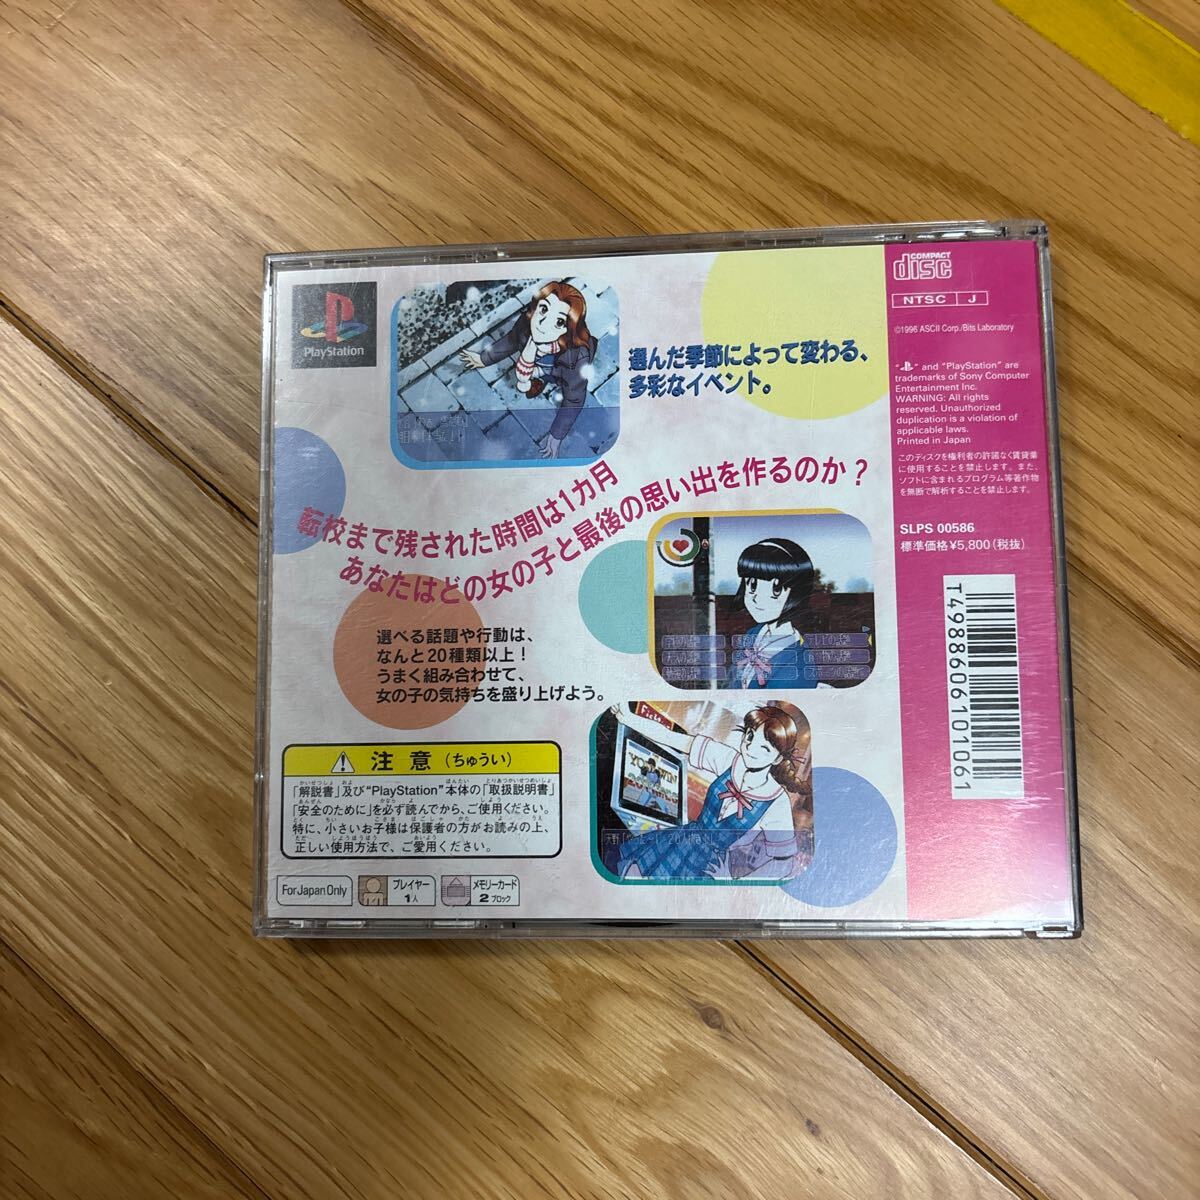 PlayStation
選んだ季節によって変わる、
多彩なイベント。
転校まで残された時間は1カ月
あなたはどの女の子と最後の思い出を作るのか?
選べる話題や行動は、
なんと20種類以上!
うまく組み合わせて、
女の子の気持ちを盛り上げよう。
Fight
YOU WIN
天野「やったー!
注意(ちゅうい)
「解説書」及び“PlayStation”本体の「取扱説明書」
「安全のために」を必ず読んでから、ご使用ください。
特に、小さいお子様は保護者の方がお読みの上、
正しい使用方法で、ご愛用ください。
For Japan Only
プレイヤー
1人
メモリーカード
2ブロック
COMPACT
disc
NTSC J
©1996 ASCII Corp./Bits Laboratory
" " and "PlayStation" are
trademarks of Sony Computer
Entertainment Inc.
WARNING: All rights
reserved. Unauthorized
duplication is a violation of
applicable laws.
Printed in Japan
このディスクを権利者の許諾なく賃貸業
に使用することを禁止します。また、
ソフトに含まれるプログラム等著作物
を無断で解析することを禁止します。
SLPS 00586
標準価格¥5,800(税抜)
T4988606101061